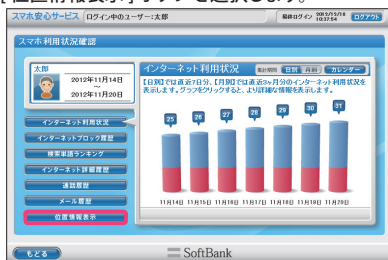 [位置情報表示]ボタンを選択します。
スマホ安心サービス ログイン中のユーザー:太郎
最終ログイン 2012/12/18 10:37:54 ログアウト
スマホ利用状況確認
太郎
2012年11月14日
~
2012年11月20日
インターネット利用状況
インターネットブロック履歴
検索単語ランキング
インターネット詳細履歴
通話履歴
メール履歴
位置情報表示
インターネット利用状況 集計期間 日別 月別 カレンダー
【日別】では直近7日分、【月別】では直近3ヶ月分のインターネット利用状況を
表示します。グラフをクリックすると、より詳細な情報を表示します。
25 26 27 28 29 30 31
11月14日 11月15日 11月16日 11月17日 11月18日 11月19日 11月20日
もどる
SoftBank